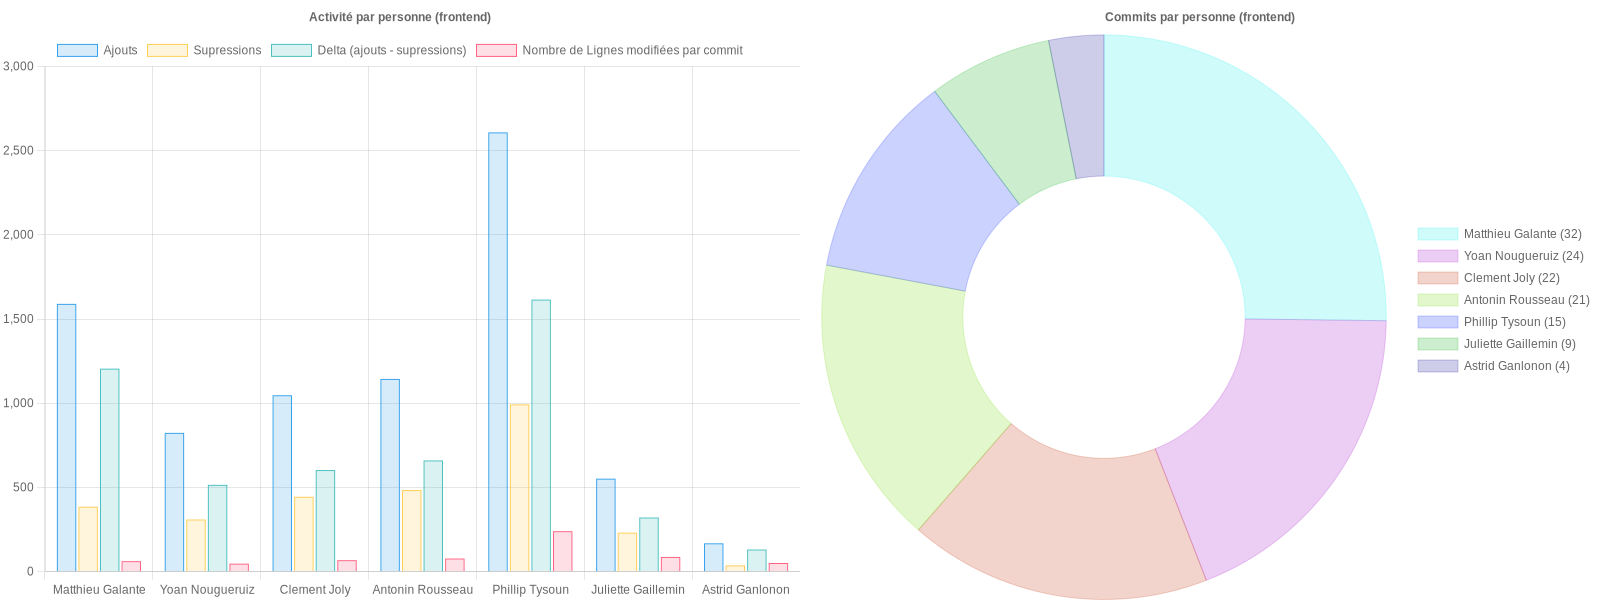 Activité par personne (frontend)
Ajouts
Supressions
Delta (ajouts - supressions)
Nombre de Lignes modifiées par commit
3,000
2,500
2,000
1,500
1,000
500
0
Matthieu Galante
Yoan Nougueruiz
Clement Joly
Antonin Rousseau
Phillip Tysoun
Juliette Gaillemin
Astrid Ganlonon
Commits par personne (frontend)
Matthieu Galante (32)
Yoan Nougueruiz (24)
Clement Joly (22)
Antonin Rousseau (21)
Phillip Tysoun (15)
Juliette Gaillemin (9)
Astrid Ganlonon (4)